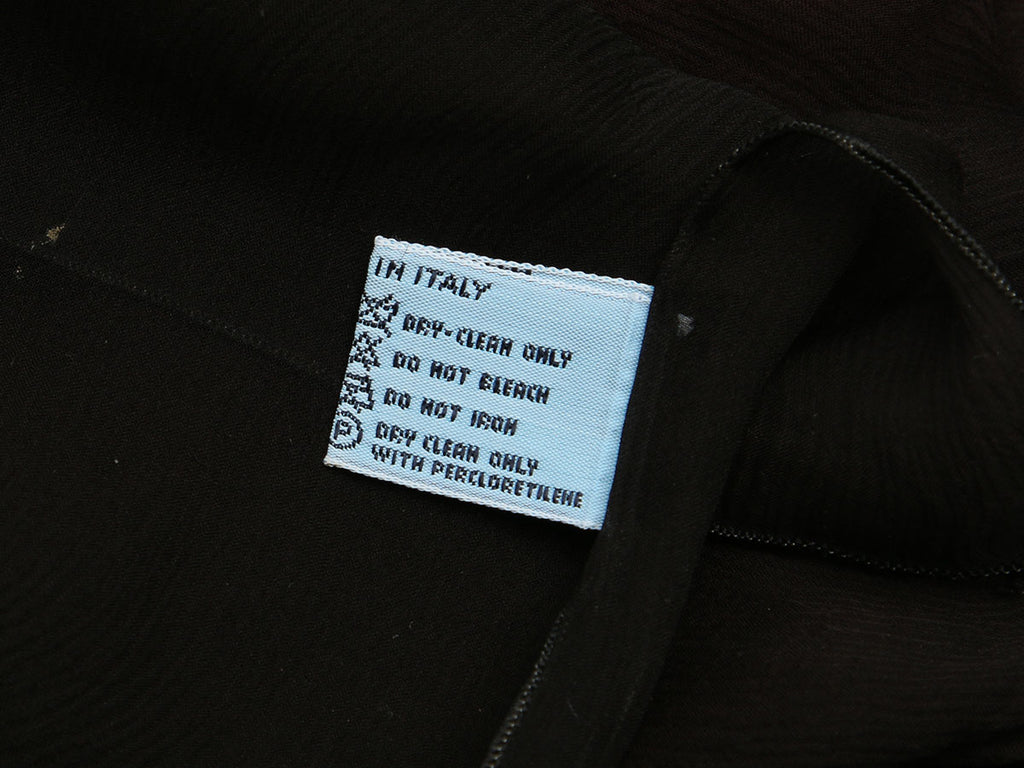 IN ITALY
DRY-CLEAN ONLY
DO NOT BLEACH
DO NOT IRON
P
DRY CLEAN ONLY
WITH PERCLORETILENE